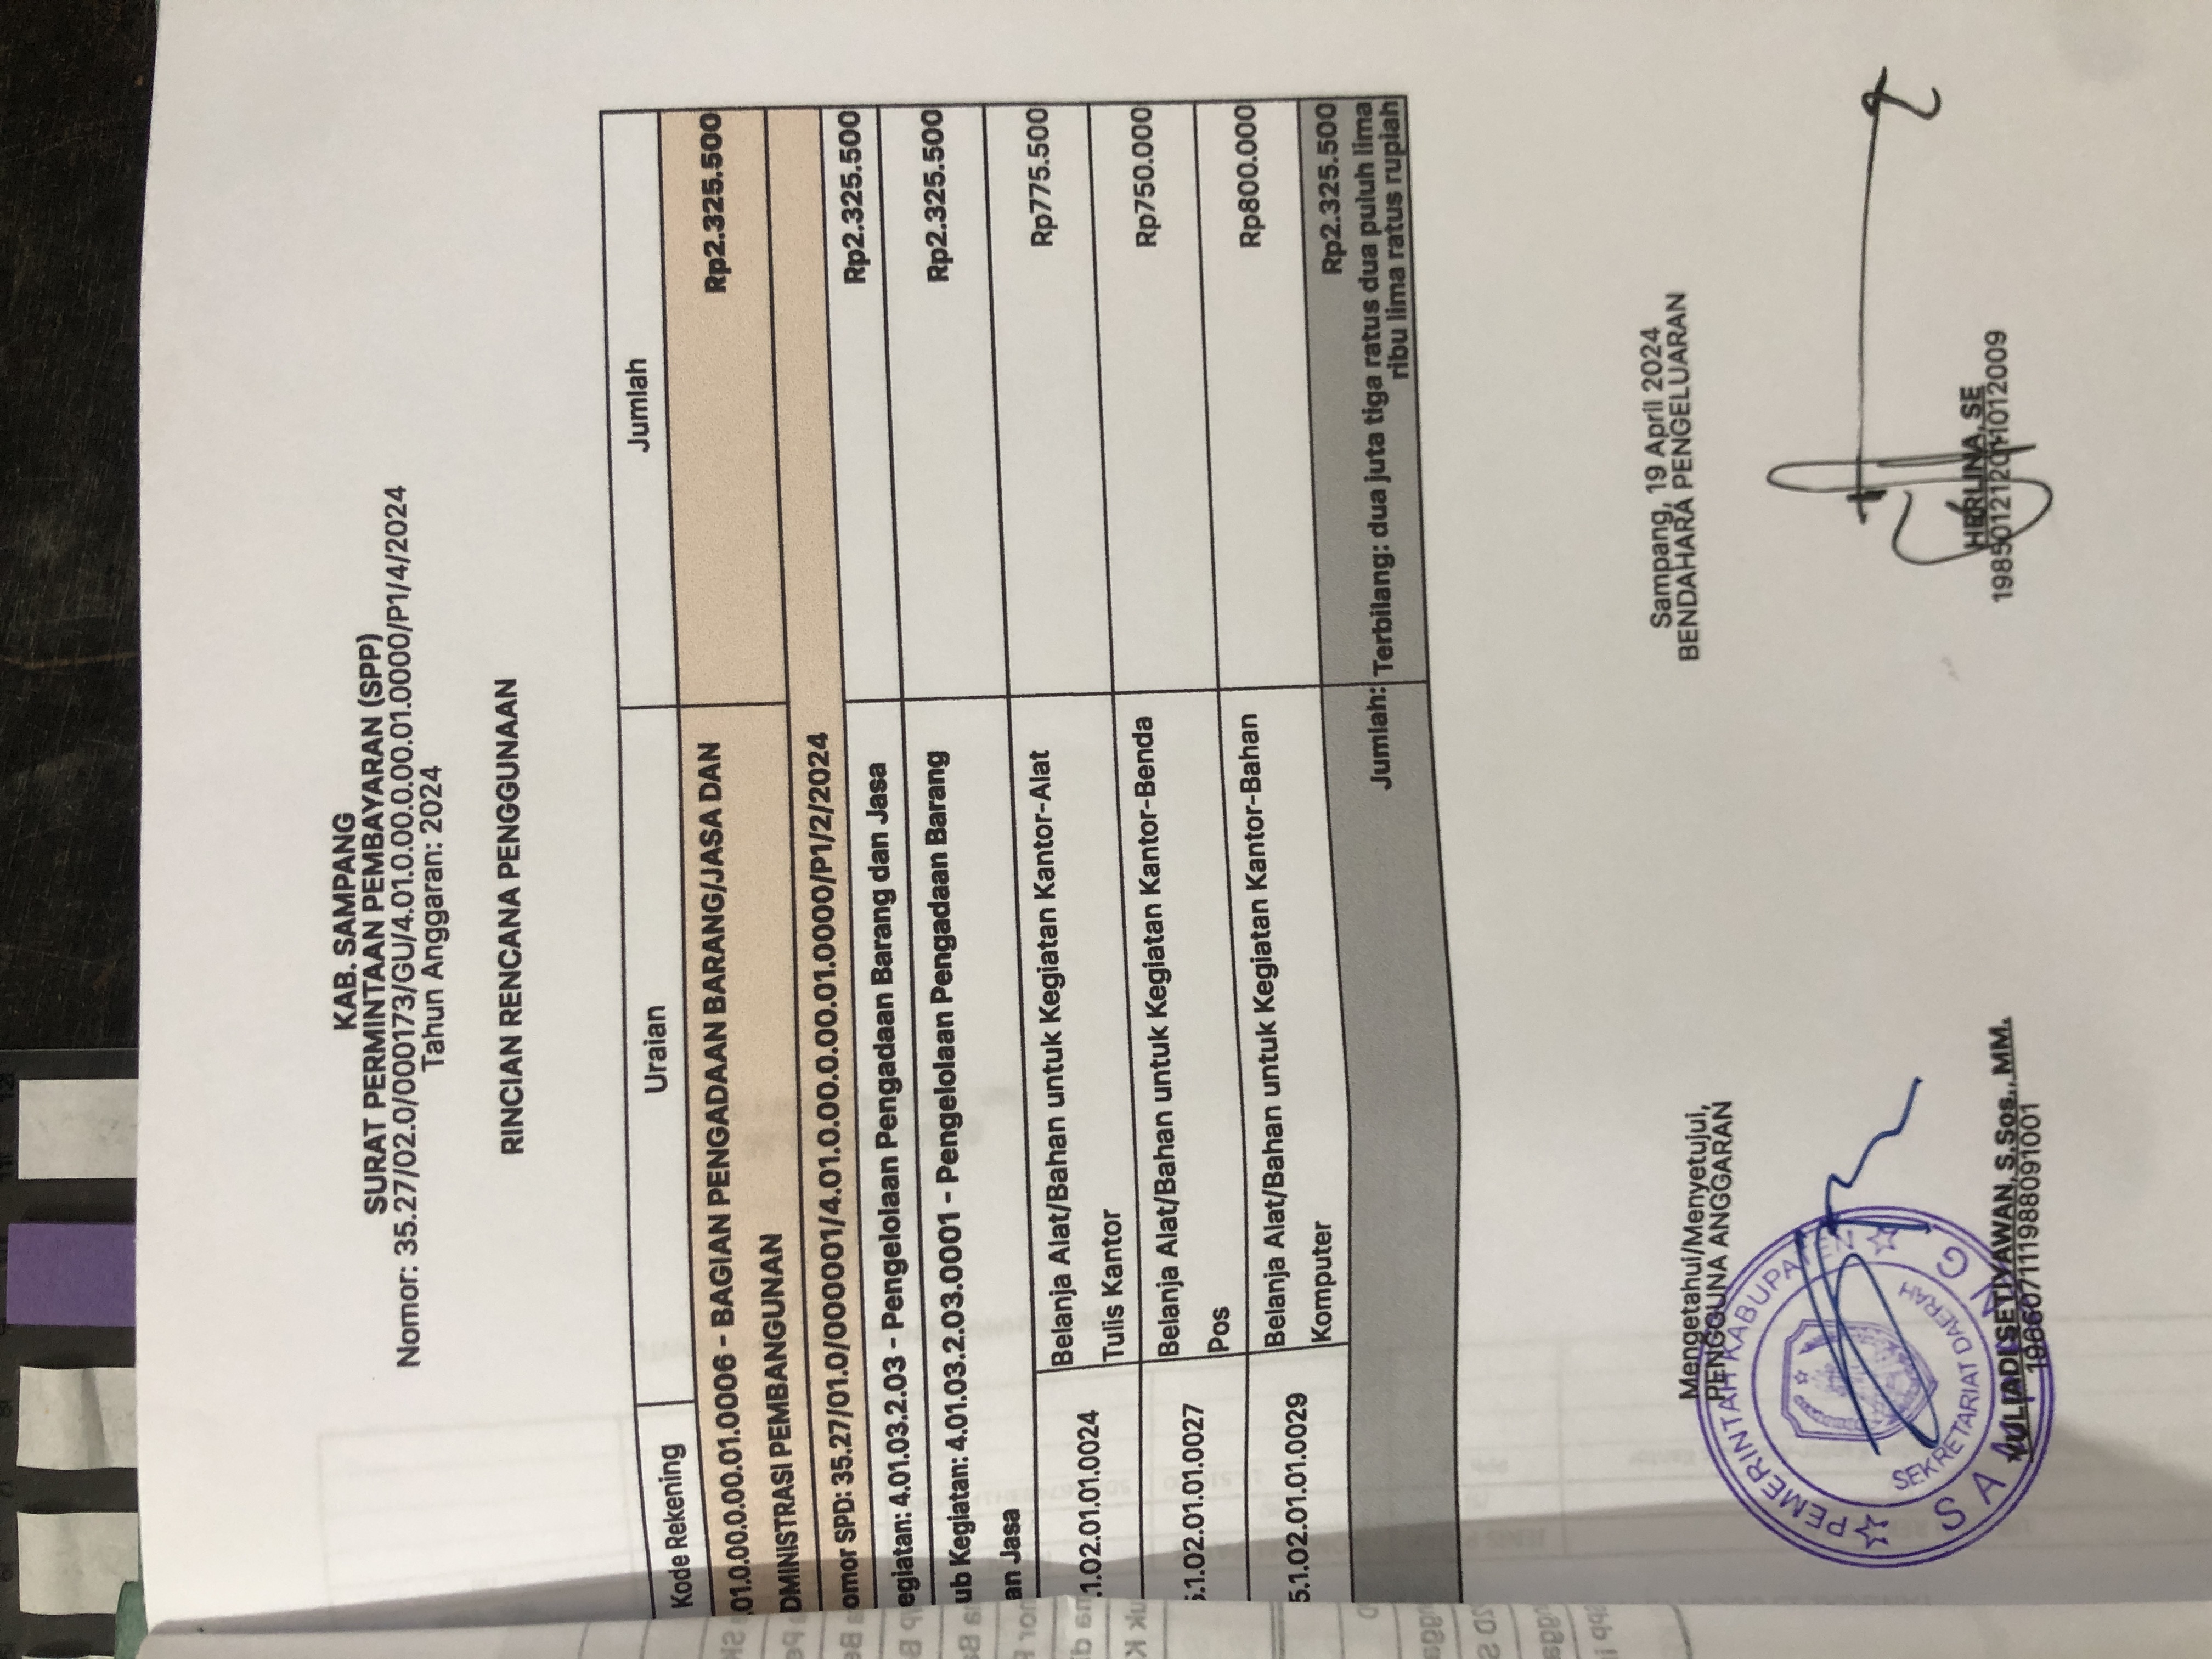 KAB. SAMPANG
SURAT PERMINTAAN PEMBAYARAN (SPP)
Nomor: 35.27/02.0/000173/GU/4.01.0.00.0.00.01.0000/P1/4/2024
Tahun Anggaran: 2024
RINCIAN RENCANA PENGGUNAAN
Kode Rekening Uraian Jumlah
.01.0.00.0.00.01.0006 - BAGIAN PENGADAAN BARANG/JASA DAN Rp2.325.500
DMINISTRASI PEMBANGUNAN
omor SPD: 35.27/01.0/000001/4.01.0.00.0.00.01.0000/P1/2/2024
egiatan: 4.01.03.2.03 - Pengelolaan Pengadaan Barang dan Jasa Rp2.325.500
ub Kegiatan: 4.01.03.2.03.0001 - Pengelolaan Pengadaan Barang Rp2.325.500
an Jasa
.1.02.01.01.0024 Belanja Alat/Bahan untuk Kegiatan Kantor-Alat Rp775.500
Tulis Kantor
5.1.02.01.01.0027 Belanja Alat/Bahan untuk Kegiatan Kantor-Benda Rp750.000
Pos
5.1.02.01.01.0029 Belanja Alat/Bahan untuk Kegiatan Kantor-Bahan Rp800.000
Komputer
Rp2.325.500
Jumlah: Terbilang: dua juta tiga ratus dua puluh lima
ribu lima ratus rupiah
Sampang, 19 April 2024
BENDAHARA PENGELUARAN
Mengetahui/Menyetujui,
PENGGUNA ANGGARAN
PEMERINTAH KABUPATEN
SEKRETARIAT DAERAH
SAMPANG
HERLINA, SE
198501212011012009
YULIADI SETIYAWAN, S.Sos., MM.
196607111988091001